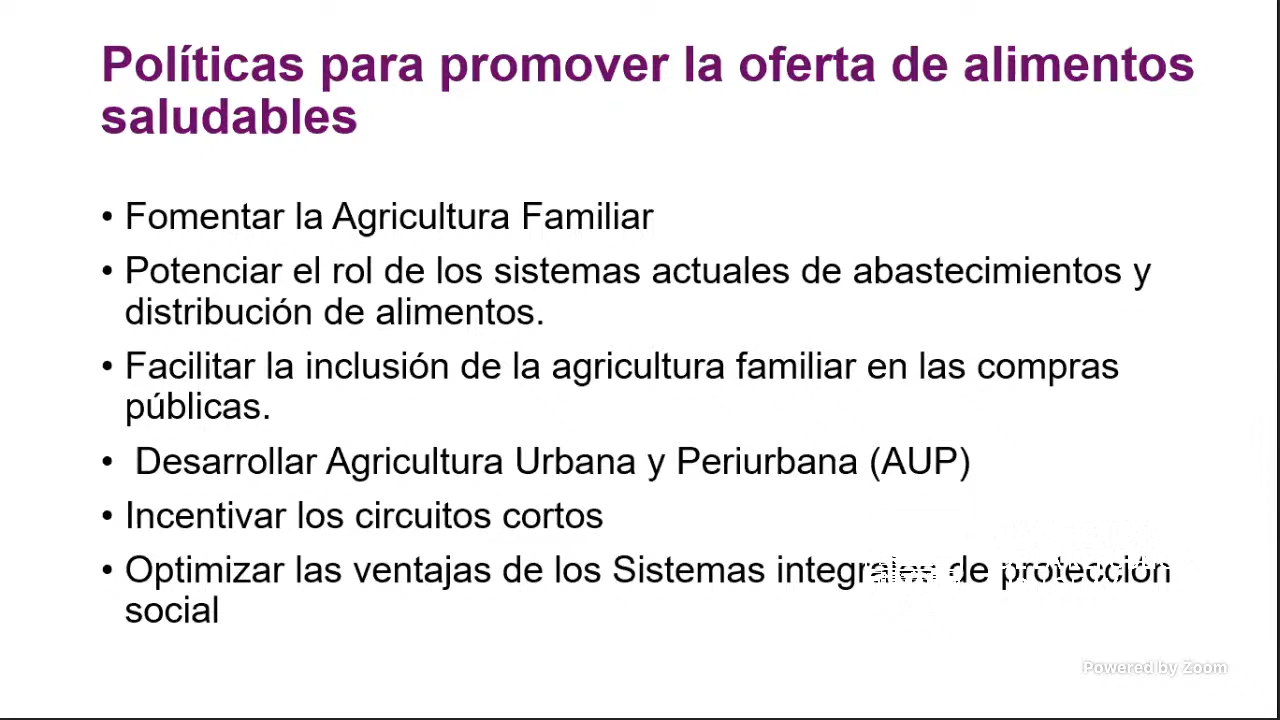 Políticas para promover la oferta de alimentos
saludables
• Fomentar la Agricultura Familiar
• Potenciar el rol de los sistemas actuales de abastecimientos y
distribución de alimentos.
• Facilitar la inclusión de la agricultura familiar en las compras
públicas.
• Desarrollar Agricultura Urbana y Periurbana (AUP)
• Incentivar los circuitos cortos
• Optimizar las ventajas de los Sistemas de protección
social
Powered by Zoom